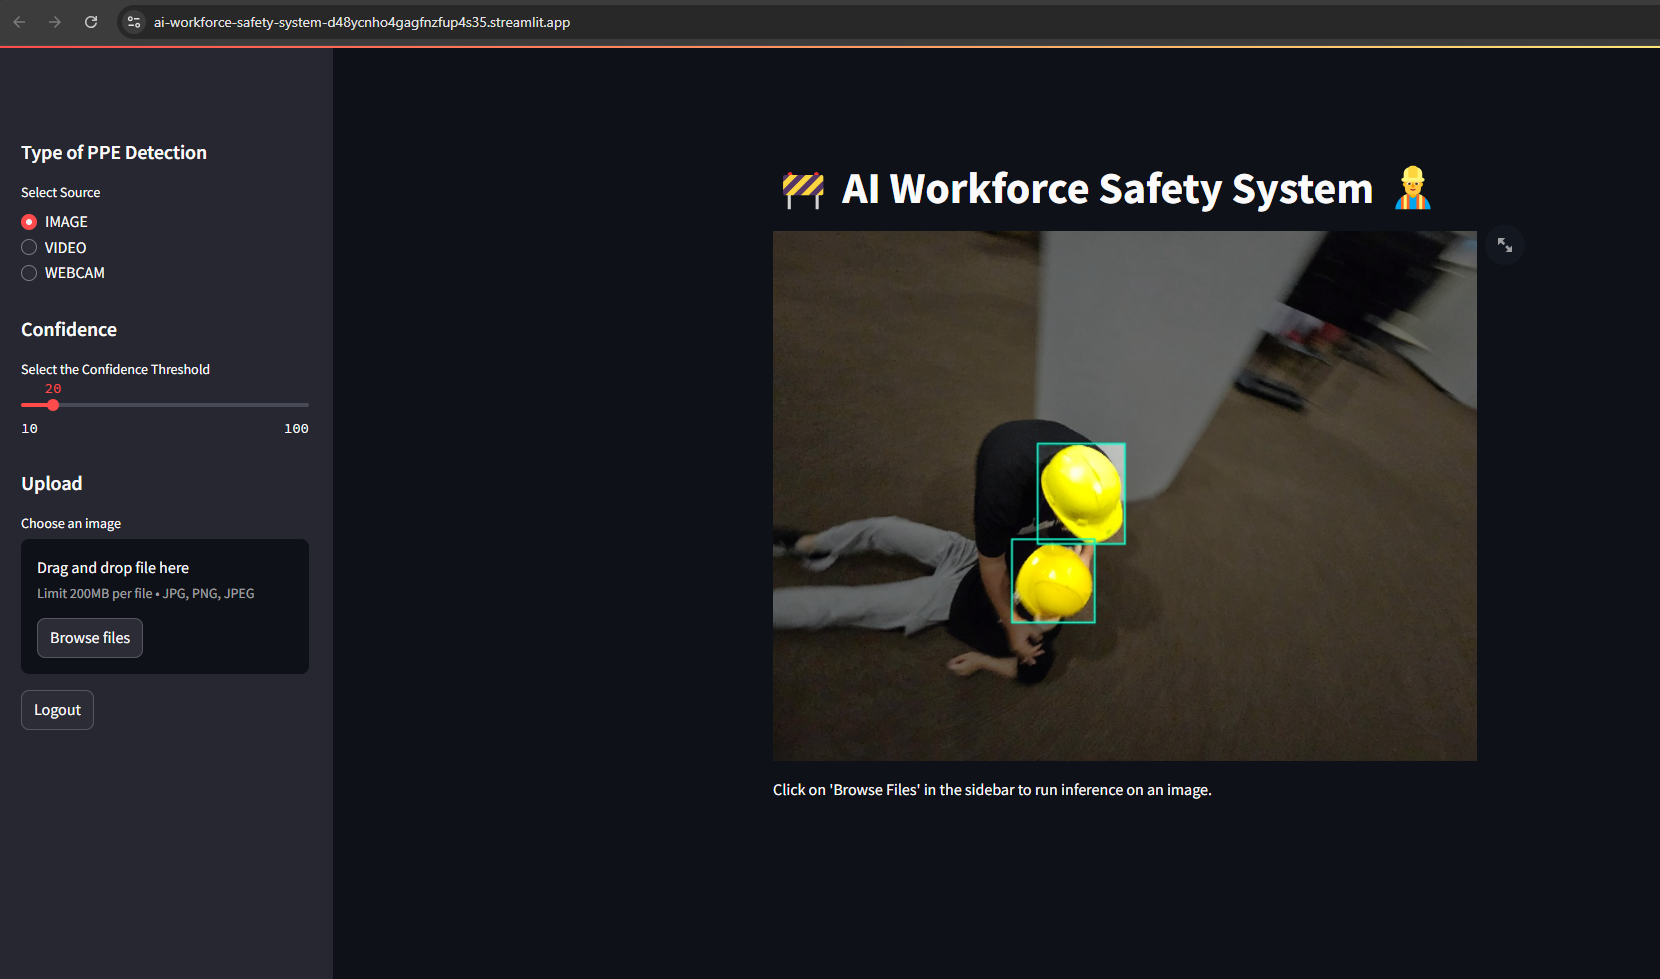 ai-workforce-safety-system-d48ycnho4gagfnzfup4s35.streamlit.app
Type of PPE Detection
Select Source
IMAGE
VIDEO
WEBCAM
Confidence
Select the Confidence Threshold
20
10 100
Upload
Choose an image
Drag and drop file here
Limit 200MB per file • JPG, PNG, JPEG
Browse files
Logout
🚧 AI Workforce Safety System 👷
Click on 'Browse Files' in the sidebar to run inference on an image.